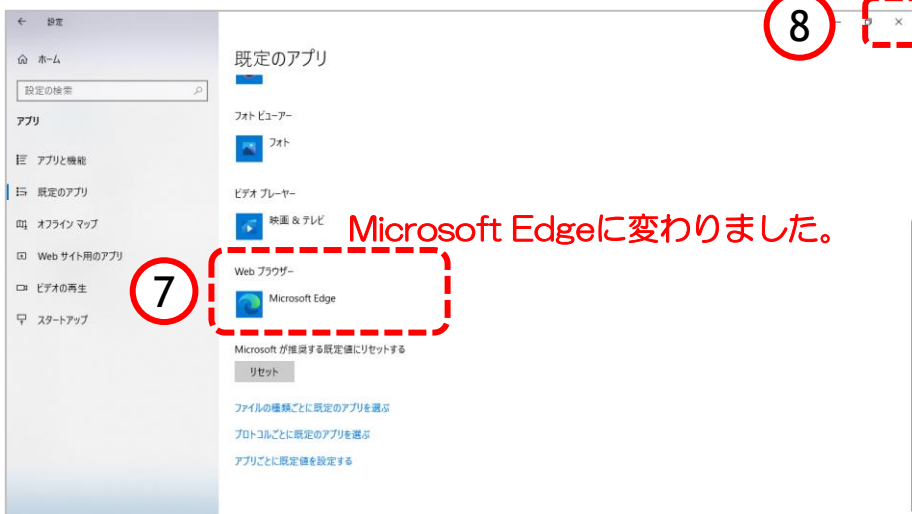 設定
8
ホーム
設定の検索
アプリ
アプリと機能
既定のアプリ
オフライン マップ
Web サイト用のアプリ
ビデオの再生
スタートアップ
既定のアプリ
フォト ビューアー
フォト
ビデオ プレーヤー
映画 & テレビ
Microsoft Edgeに変わりました。
7
Web ブラウザー
Microsoft Edge
Microsoft が推奨する既定値にリセットする
リセット
ファイルの種類ごとに既定のアプリを選ぶ
プロトコルごとに既定のアプリを選ぶ
アプリごとに既定値を設定する